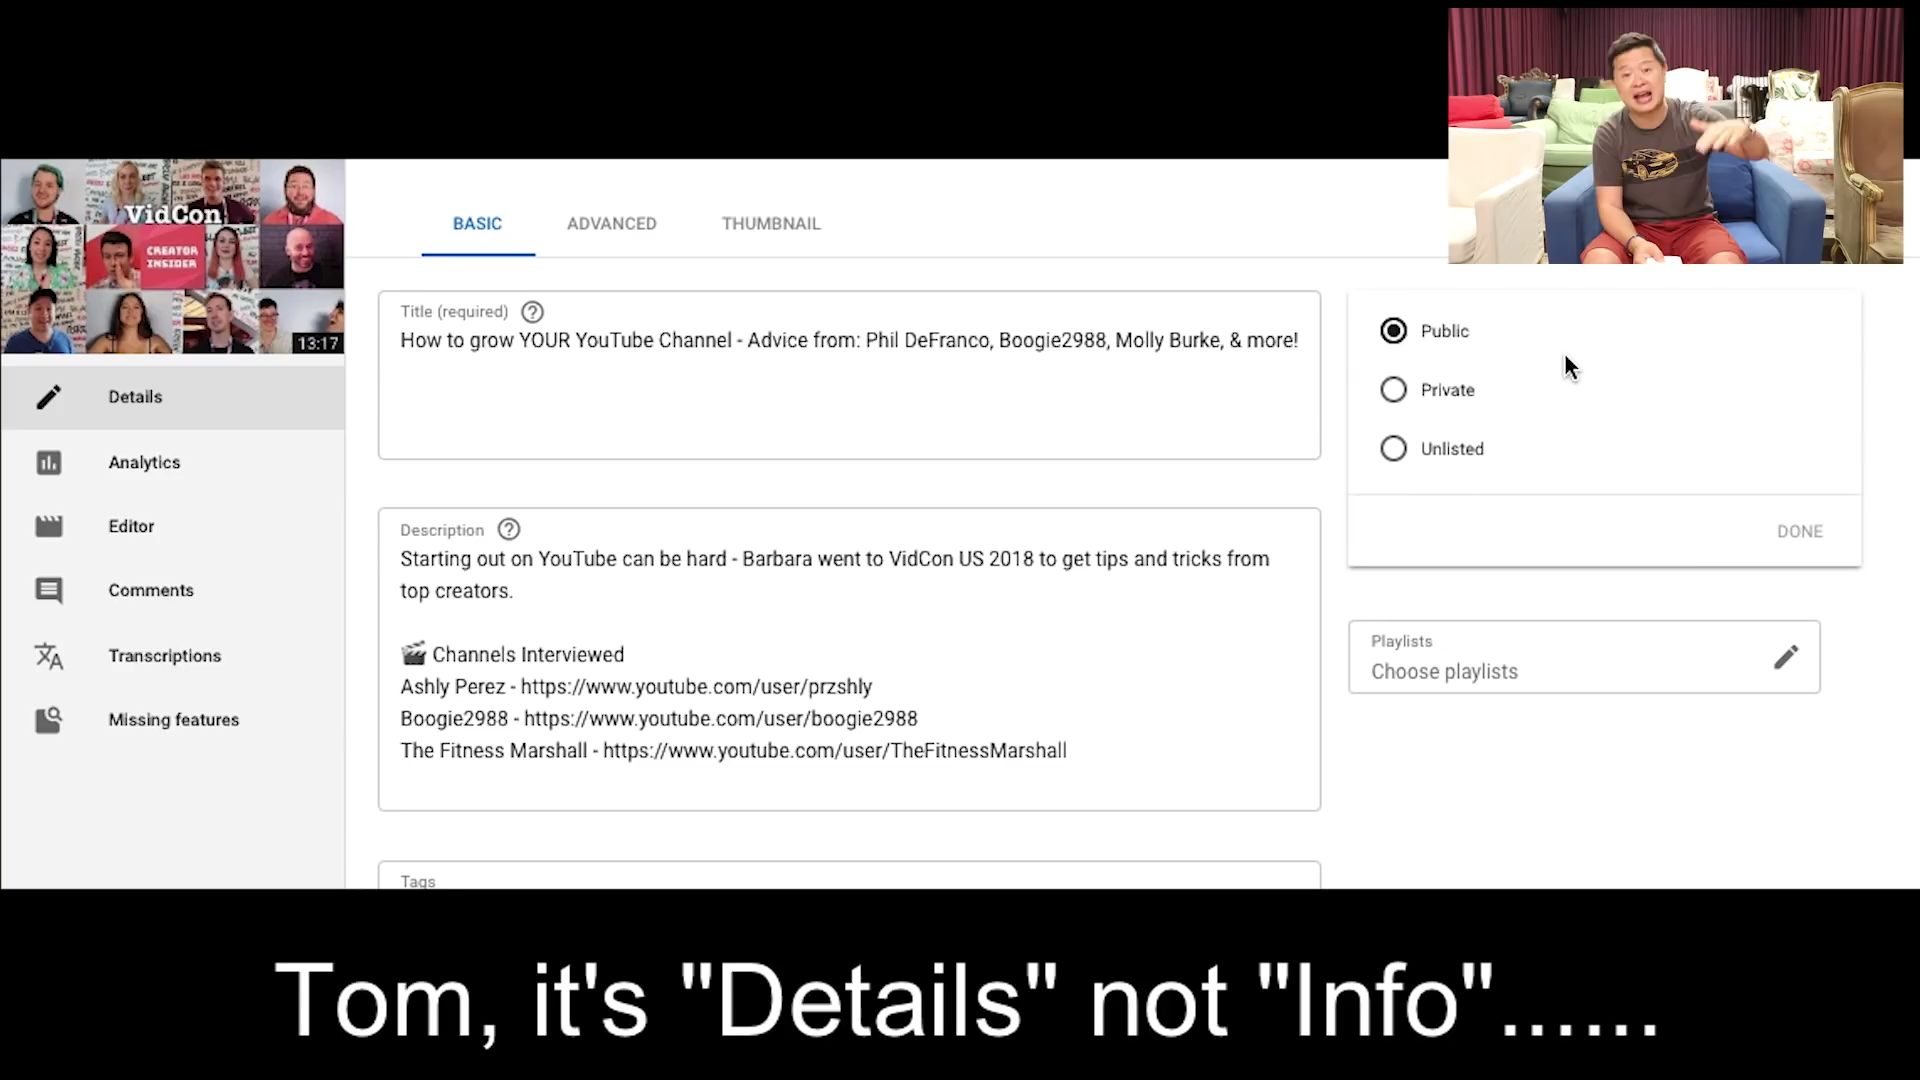 VidCon
CREATOR
INSIDER
13:17
Details
Analytics
Editor
Comments
Transcriptions
Missing features
BASIC
ADVANCED
THUMBNAIL
Title (required)
How to grow YOUR YouTube Channel - Advice from: Phil DeFranco, Boogie2988, Molly Burke, & more!
Description
Starting out on YouTube can be hard - Barbara went to VidCon US 2018 to get tips and tricks from
top creators.
🎬 Channels Interviewed
Ashly Perez - https://www.youtube.com/user/przshly
Boogie2988 - https://www.youtube.com/user/boogie2988
The Fitness Marshall - https://www.youtube.com/user/TheFitnessMarshall
Tags
Public
Private
Unlisted
DONE
Playlists
Choose playlists
Tom, it's "Details" not "Info"......